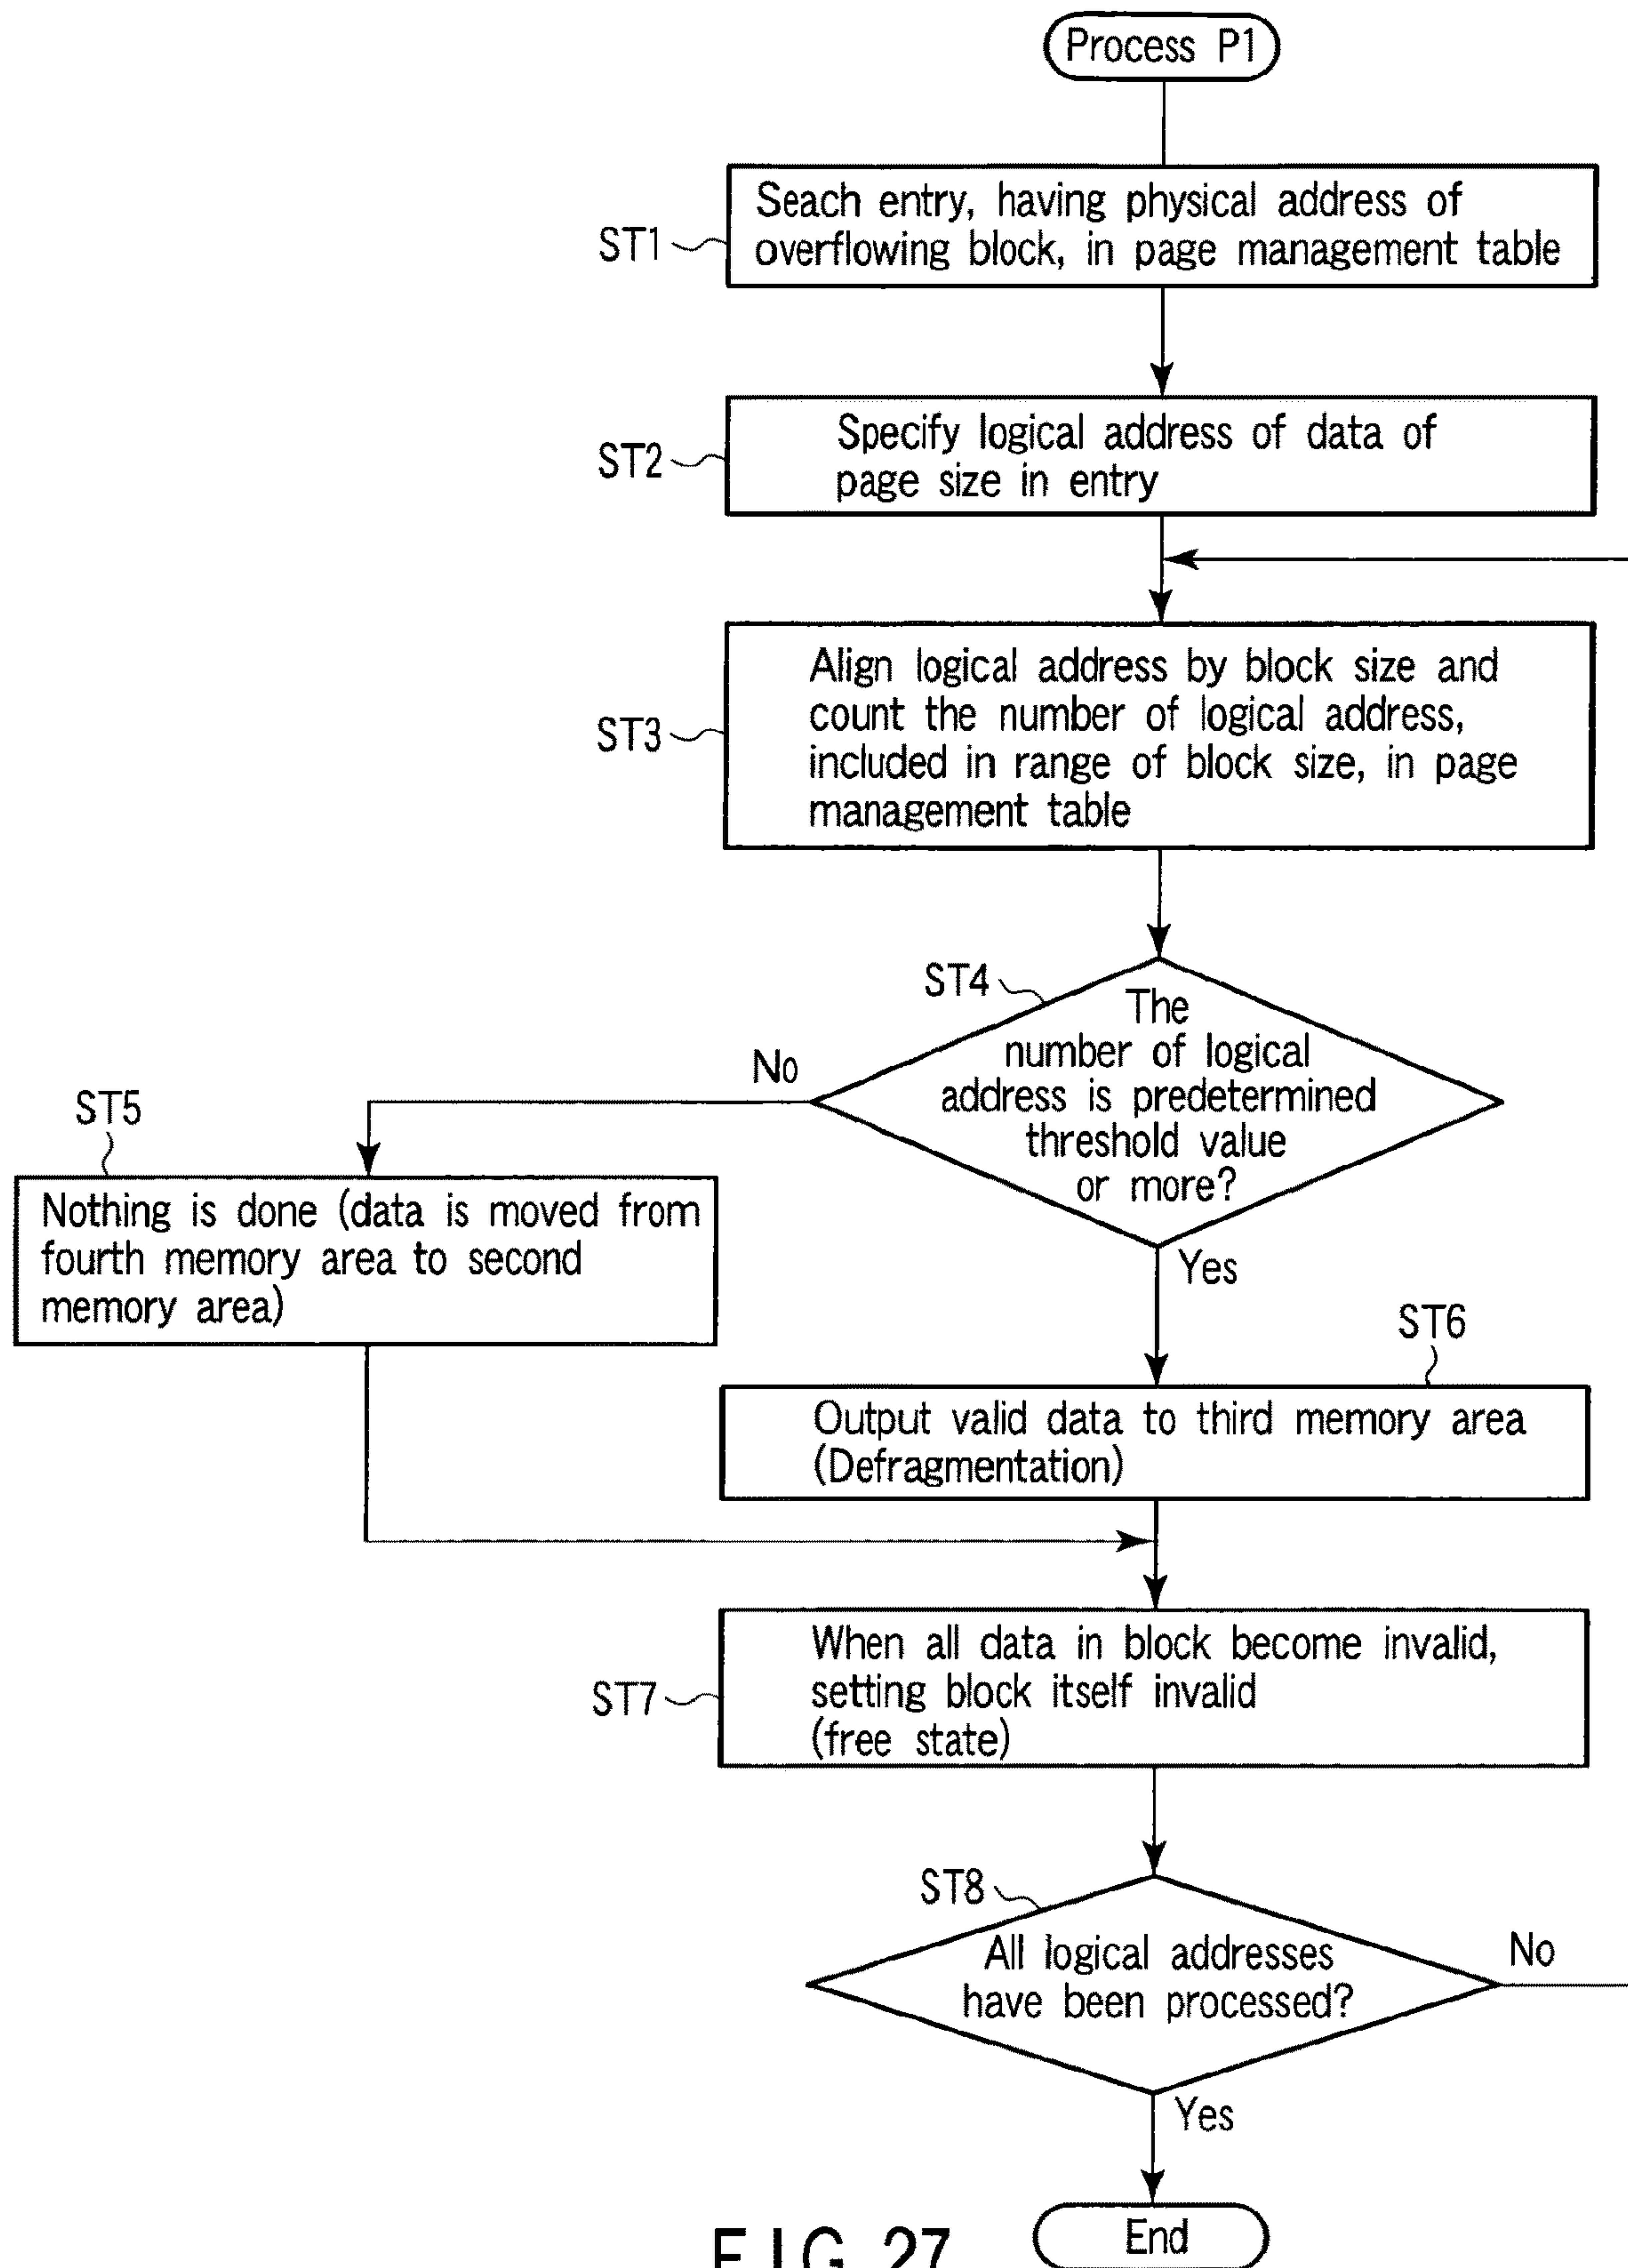 Process P1
ST1
Seach entry, having physical address of
overflowing block, in page management table
ST2
Specify logical address of data of
page size in entry
ST3
Align logical address by block size and
count the number of logical address,
included in range of block size, in page
management table
ST4
The
number of logical
address is predetermined
threshold value
or more?
No
Yes
ST5
Nothing is done (data is moved from
fourth memory area to second
memory area)
ST6
Output valid data to third memory area
(Defragmentation)
ST7
When all data in block become invalid,
setting block itself invalid
(free state)
ST8
All logical addresses
have been processed?
No
Yes
End
FIG. 27